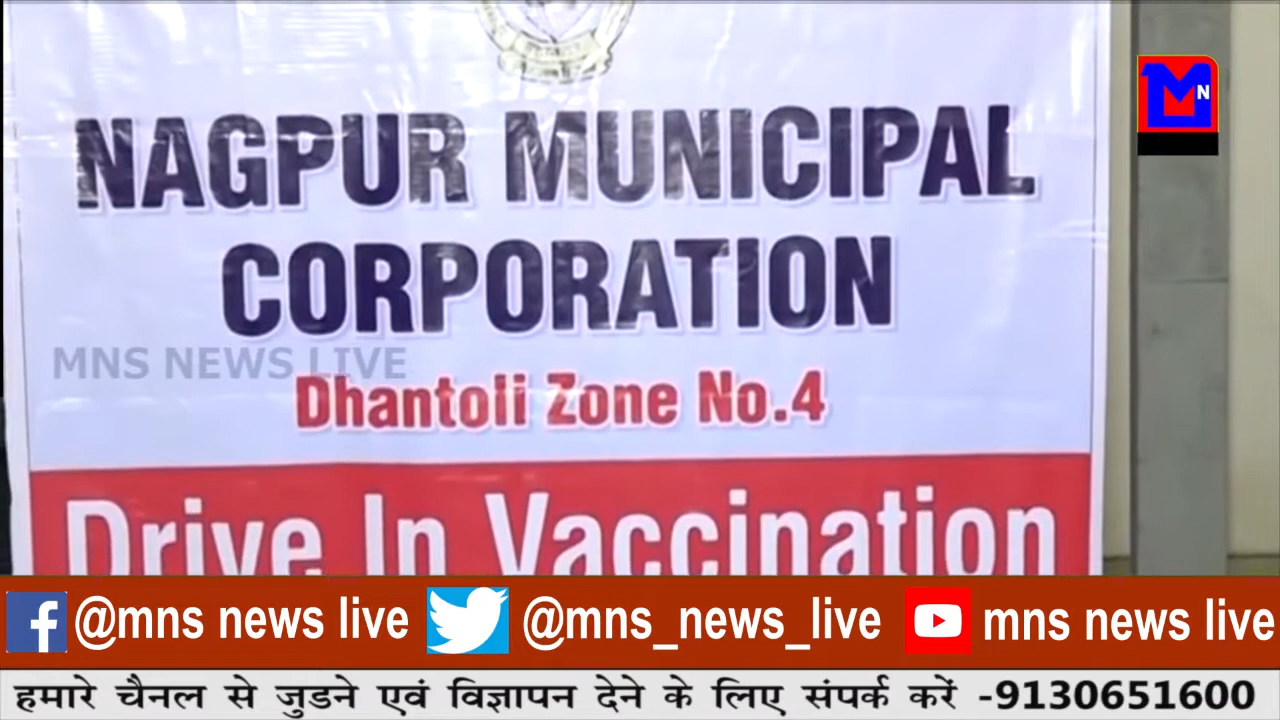 NAGPUR MUNICIPAL
CORPORATION
MNS NEWS LIVE
Dhantoli Zone No.4
Drive In Vaccination
MN
@mns news live @mns_news_live mns news live
हमारे चैनल से जुडने एवं विज्ञापन देने के लिए संपर्क करें -9130651600